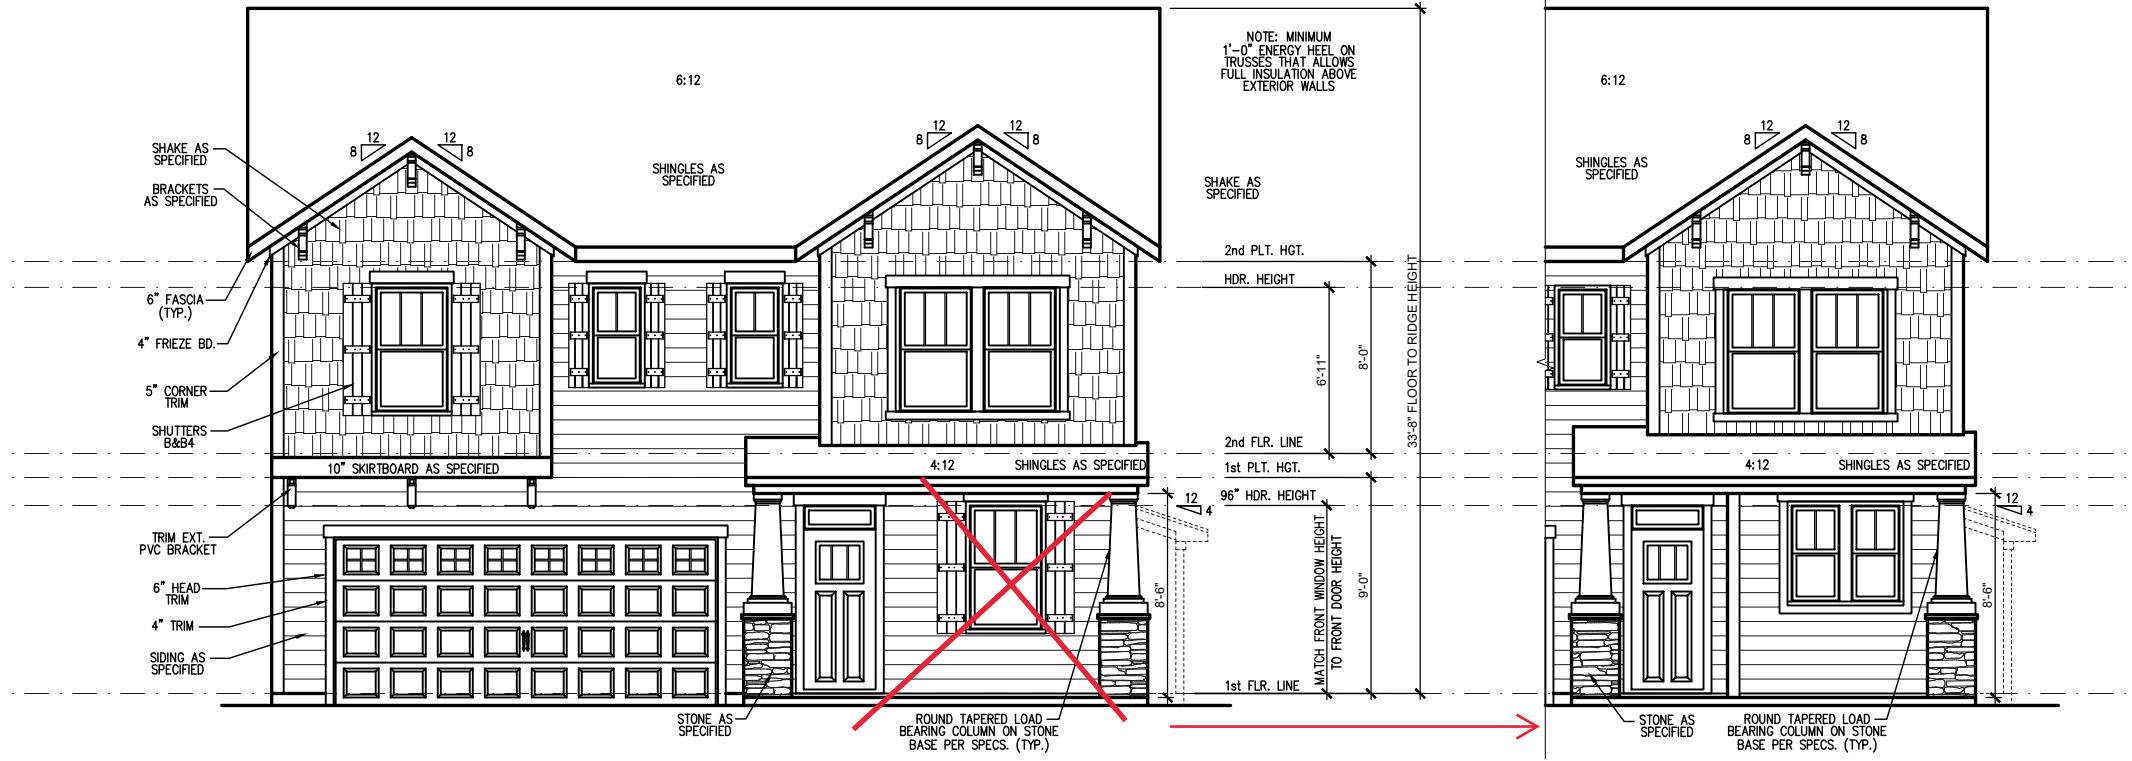 NOTE: MINIMUM
1'-0" ENERGY HEEL ON
TRUSSES THAT ALLOWS
FULL INSULATION ABOVE
EXTERIOR WALLS
6:12
6:12
12
8
12
8
12
8
12
8
12
8
12
8
SHAKE AS
SPECIFIED
BRACKETS
AS SPECIFIED
SHINGLES AS
SPECIFIED
SHAKE AS
SPECIFIED
SHINGLES AS
SPECIFIED
6" FASCIA
(TYP.)
4" FRIEZE BD.
5" CORNER
TRIM
SHUTTERS
B&B4
2nd PLT. HGT.
HDR. HEIGHT
6'-11"
8'-0"
33'-8" FLOOR TO RIDGE HEIGHT
2nd FLR. LINE
1st PLT. HGT.
96" HDR. HEIGHT
10" SKIRTBOARD AS SPECIFIED
4:12
SHINGLES AS SPECIFIED
4:12
SHINGLES AS SPECIFIED
12
4
12
4
TRIM EXT.
PVC BRACKET
6" HEAD
TRIM
4" TRIM
SIDING AS
SPECIFIED
8'-6"
MATCH FRONT WINDOW HEIGHT
TO FRONT DOOR HEIGHT
9'-0"
8'-6"
1st FLR. LINE
STONE AS
SPECIFIED
ROUND TAPERED LOAD
BEARING COLUMN ON STONE
BASE PER SPECS. (TYP.)
STONE AS
SPECIFIED
ROUND TAPERED LOAD
BEARING COLUMN ON STONE
BASE PER SPECS. (TYP.)